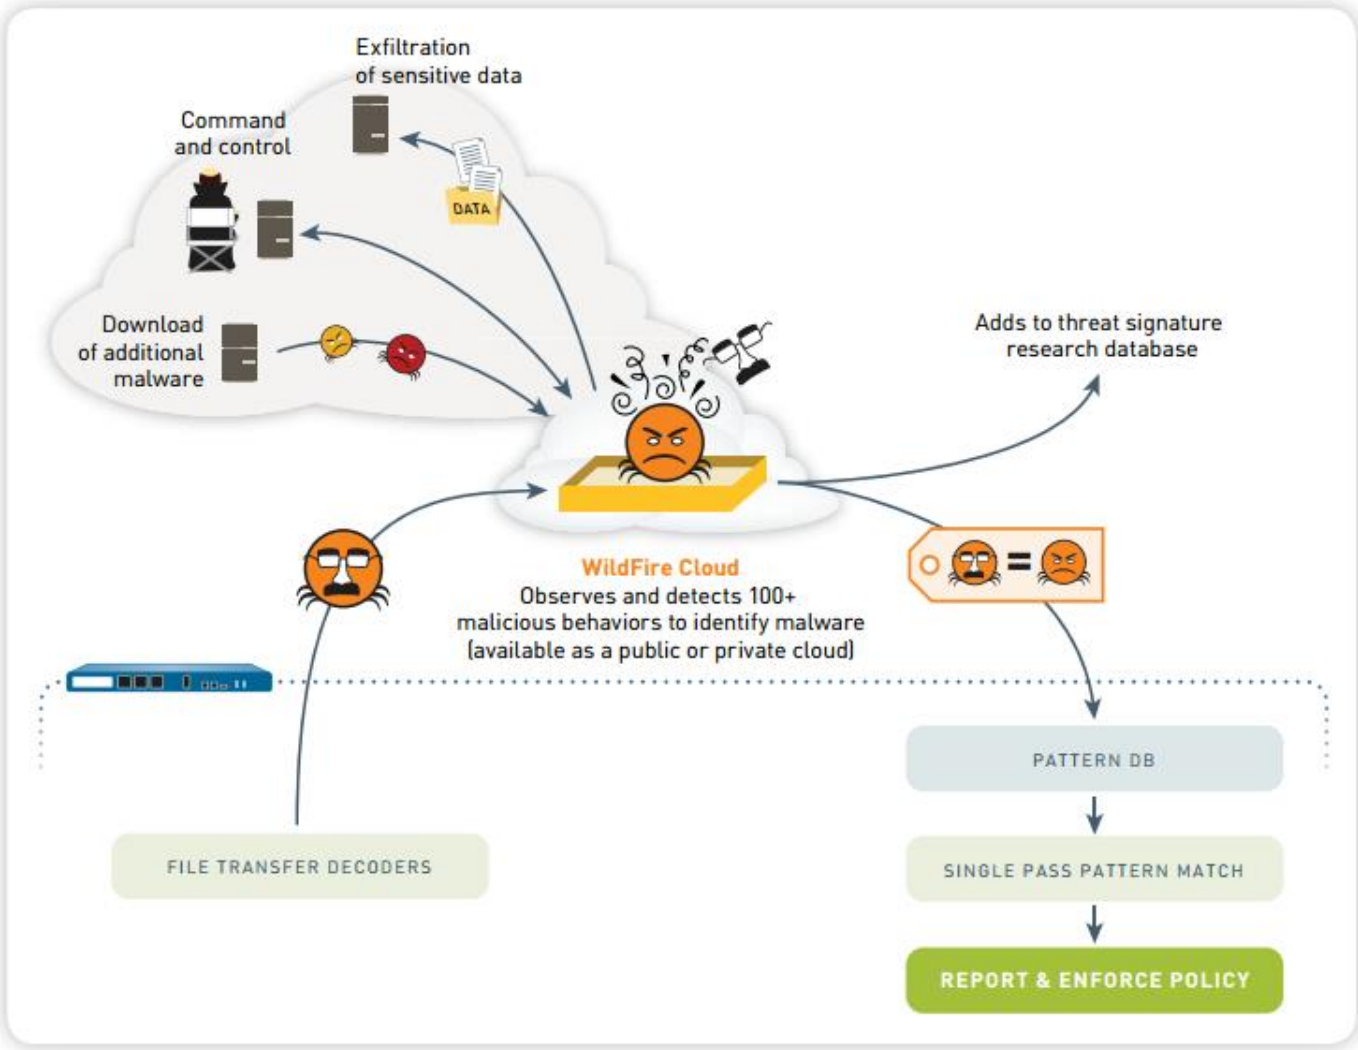 Exfiltration
of sensitive data
Command
and control
DATA
Download
of additional
malware
Adds to threat signature
research database
WildFire Cloud
Observes and detects 100+
malicious behaviors to identify malware
(available as a public or private cloud)
=
PATTERN DB
FILE TRANSFER DECODERS
SINGLE PASS PATTERN MATCH
REPORT & ENFORCE POLICY